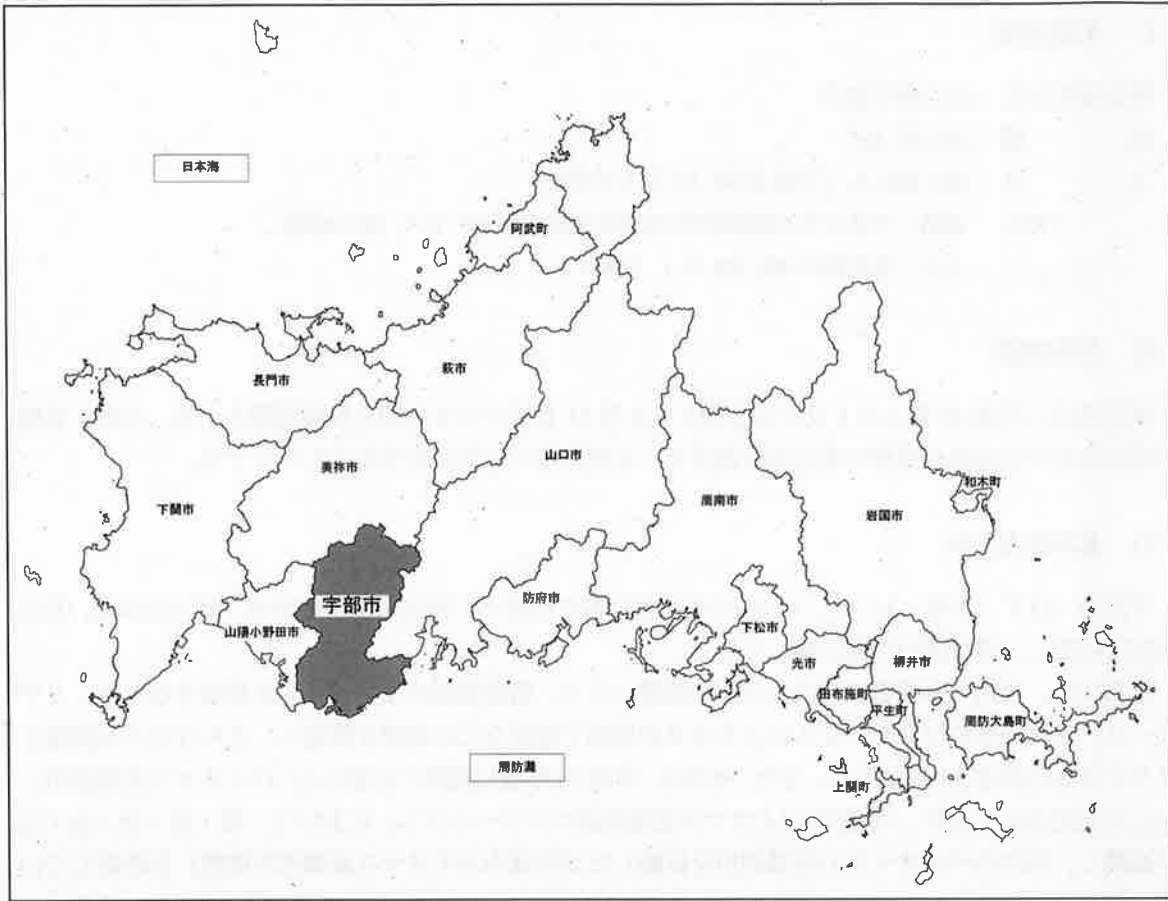 日本海
阿武町
萩市
長門市
美祢市
山口市
下関市
周南市
和木町
岩国市
宇部市
防府市
山陽小野田市
下松市
光市
柳井市
田布施町
平生町
周防大島町
周防灘
上関町